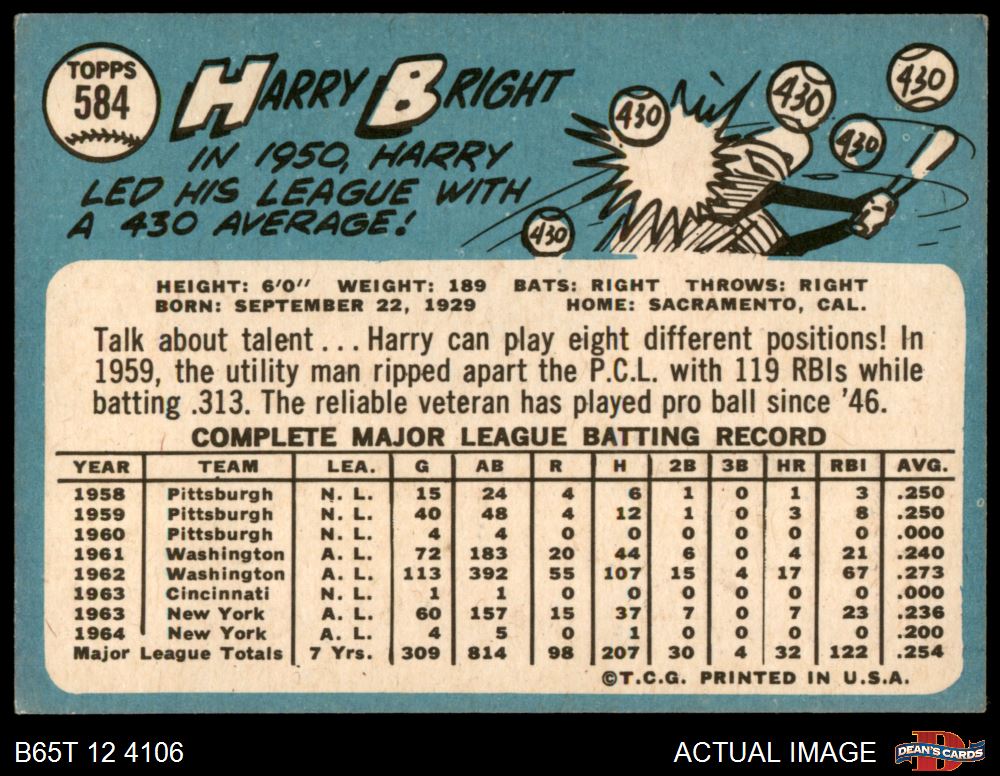 TOPPS
584
HARRY BRIGHT
IN 1950, HARRY
LED HIS LEAGUE WITH
A 430 AVERAGE!
430
430
430
430
430
HEIGHT: 6'0" WEIGHT: 189 BATS: RIGHT THROWS: RIGHT
BORN: SEPTEMBER 22, 1929 HOME: SACRAMENTO, CAL.
Talk about talent ... Harry can play eight different positions! In
1959, the utility man ripped apart the P.C.L. with 119 RBIs while
batting .313. The reliable veteran has played pro ball since '46.
COMPLETE MAJOR LEAGUE BATTING RECORD
YEAR TEAM LEA. G AB R H 2B 3B HR RBI AVG.
1958 Pittsburgh N. L. 15 24 4 6 1 0 1 3 .250
1959 Pittsburgh N. L. 40 48 4 12 1 0 3 8 .250
1960 Pittsburgh N. L. 4 4 0 0 0 0 0 0 .000
1961 Washington A. L. 72 183 20 44 6 0 4 21 .240
1962 Washington A. L. 113 392 55 107 15 4 17 67 .273
1963 Cincinnati N. L. 1 1 0 0 0 0 0 0 .000
1963 New York A. L. 60 157 15 37 7 0 7 23 .236
1964 New York A. L. 4 5 0 1 0 0 0 0 .200
Major League Totals 7 Yrs. 309 814 98 207 30 4 32 122 .254
©T.C.G. PRINTED IN U.S.A.
B65T 12 4106 ACTUAL IMAGE
D
DEAN'S CARDS